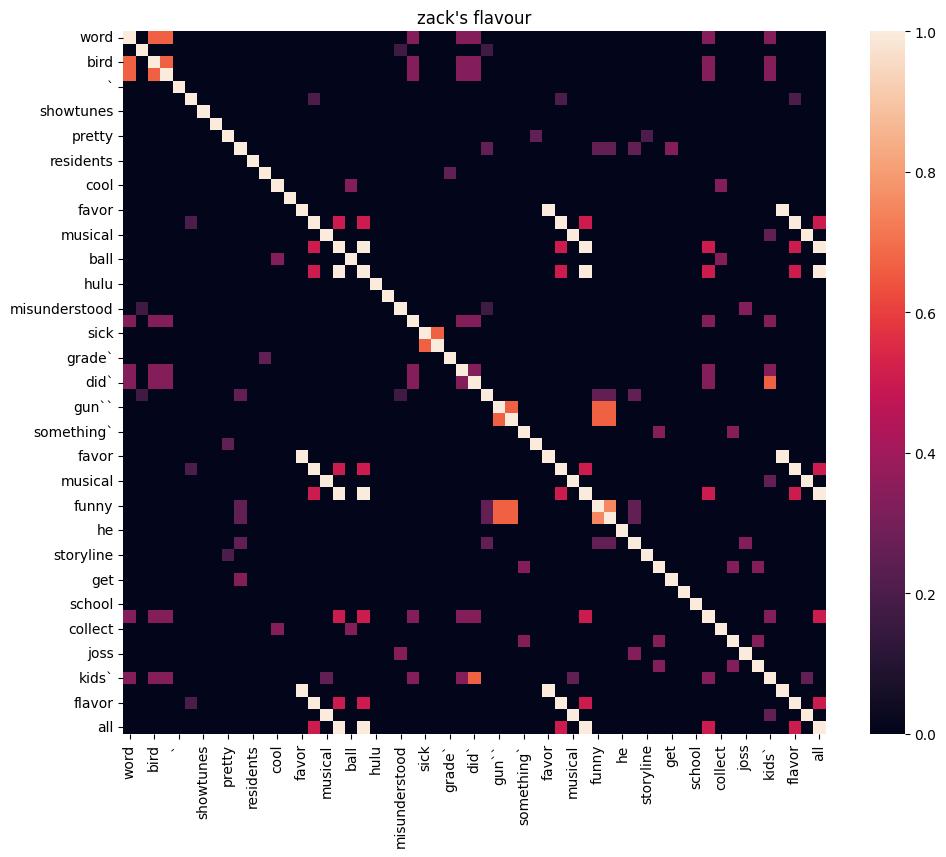 zack's flavour
word
bird
`
showtunes
pretty
residents
cool
favor
musical
ball
hulu
misunderstood
sick
grade`
did`
gun``
something`
favor
musical
funny
he
storyline
get
school
collect
joss
kids`
flavor
all
1.0
0.8
0.6
0.4
0.2
0.0
word
bird
`
showtunes
pretty
residents
cool
favor
musical
ball
hulu
misunderstood
sick
grade`
did`
gun``
something`
favor
musical
funny
he
storyline
get
school
collect
joss
kids`
flavor
all